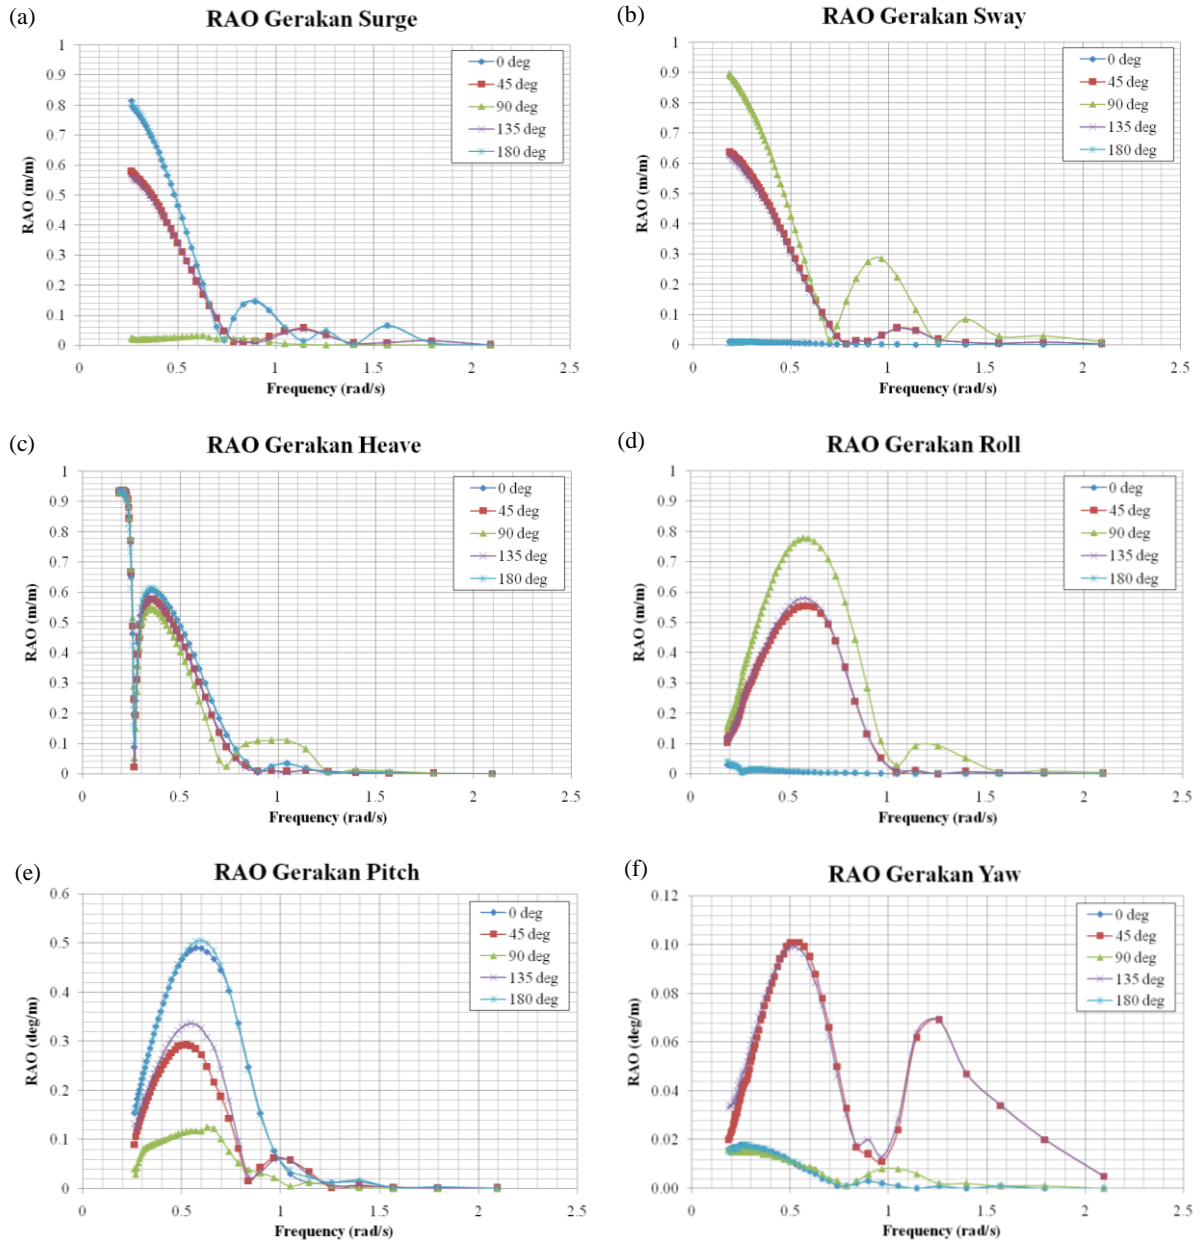 (a)
RAO Gerakan Surge
1
0.9
0.8
0.7
0.6
0.5
0.4
0.3
0.2
0.1
0
RAO (m/m)
0 0.5 1 1.5 2 2.5
Frequency (rad/s)
0 deg
45 deg
90 deg
135 deg
180 deg
(b)
RAO Gerakan Sway
1
0.9
0.8
0.7
0.6
0.5
0.4
0.3
0.2
0.1
0
RAO (m/m)
0 0.5 1 1.5 2 2.5
Frequency (rad/s)
0 deg
45 deg
90 deg
135 deg
180 deg
(c)
RAO Gerakan Heave
1
0.9
0.8
0.7
0.6
0.5
0.4
0.3
0.2
0.1
0
RAO (m/m)
0 0.5 1 1.5 2 2.5
Frequency (rad/s)
0 deg
45 deg
90 deg
135 deg
180 deg
(d)
RAO Gerakan Roll
1
0.9
0.8
0.7
0.6
0.5
0.4
0.3
0.2
0.1
0
RAO (m/m)
0 0.5 1 1.5 2 2.5
Frequency (rad/s)
0 deg
45 deg
90 deg
135 deg
180 deg
(e)
RAO Gerakan Pitch
0.6
0.5
0.4
0.3
0.2
0.1
0
RAO (deg/m)
0 0.5 1 1.5 2 2.5
Frequency (rad/s)
0 deg
45 deg
90 deg
135 deg
180 deg
(f)
RAO Gerakan Yaw
0.12
0.10
0.08
0.06
0.04
0.02
0.00
RAO (deg/m)
0 0.5 1 1.5 2 2.5
Frequency (rad/s)
0 deg
45 deg
90 deg
135 deg
180 deg